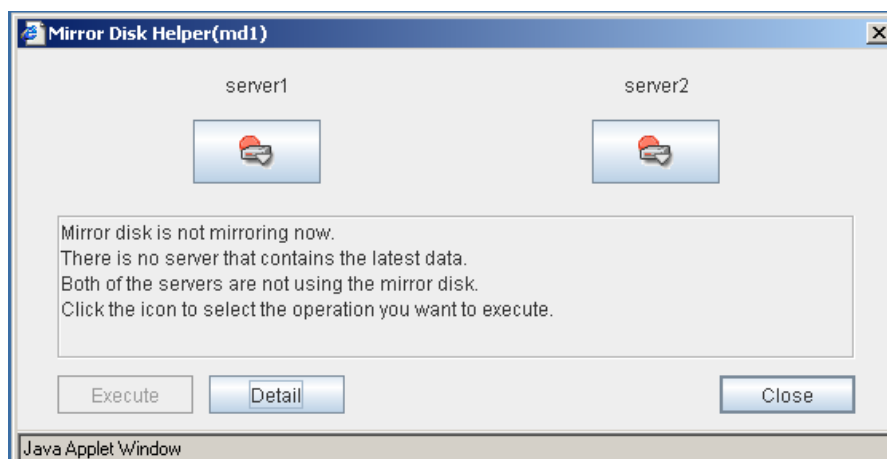 Mirror Disk Helper(md1)
server1 server2
Mirror disk is not mirroring now.
There is no server that contains the latest data.
Both of the servers are not using the mirror disk.
Click the icon to select the operation you want to execute.
Execute Detail Close
Java Applet Window